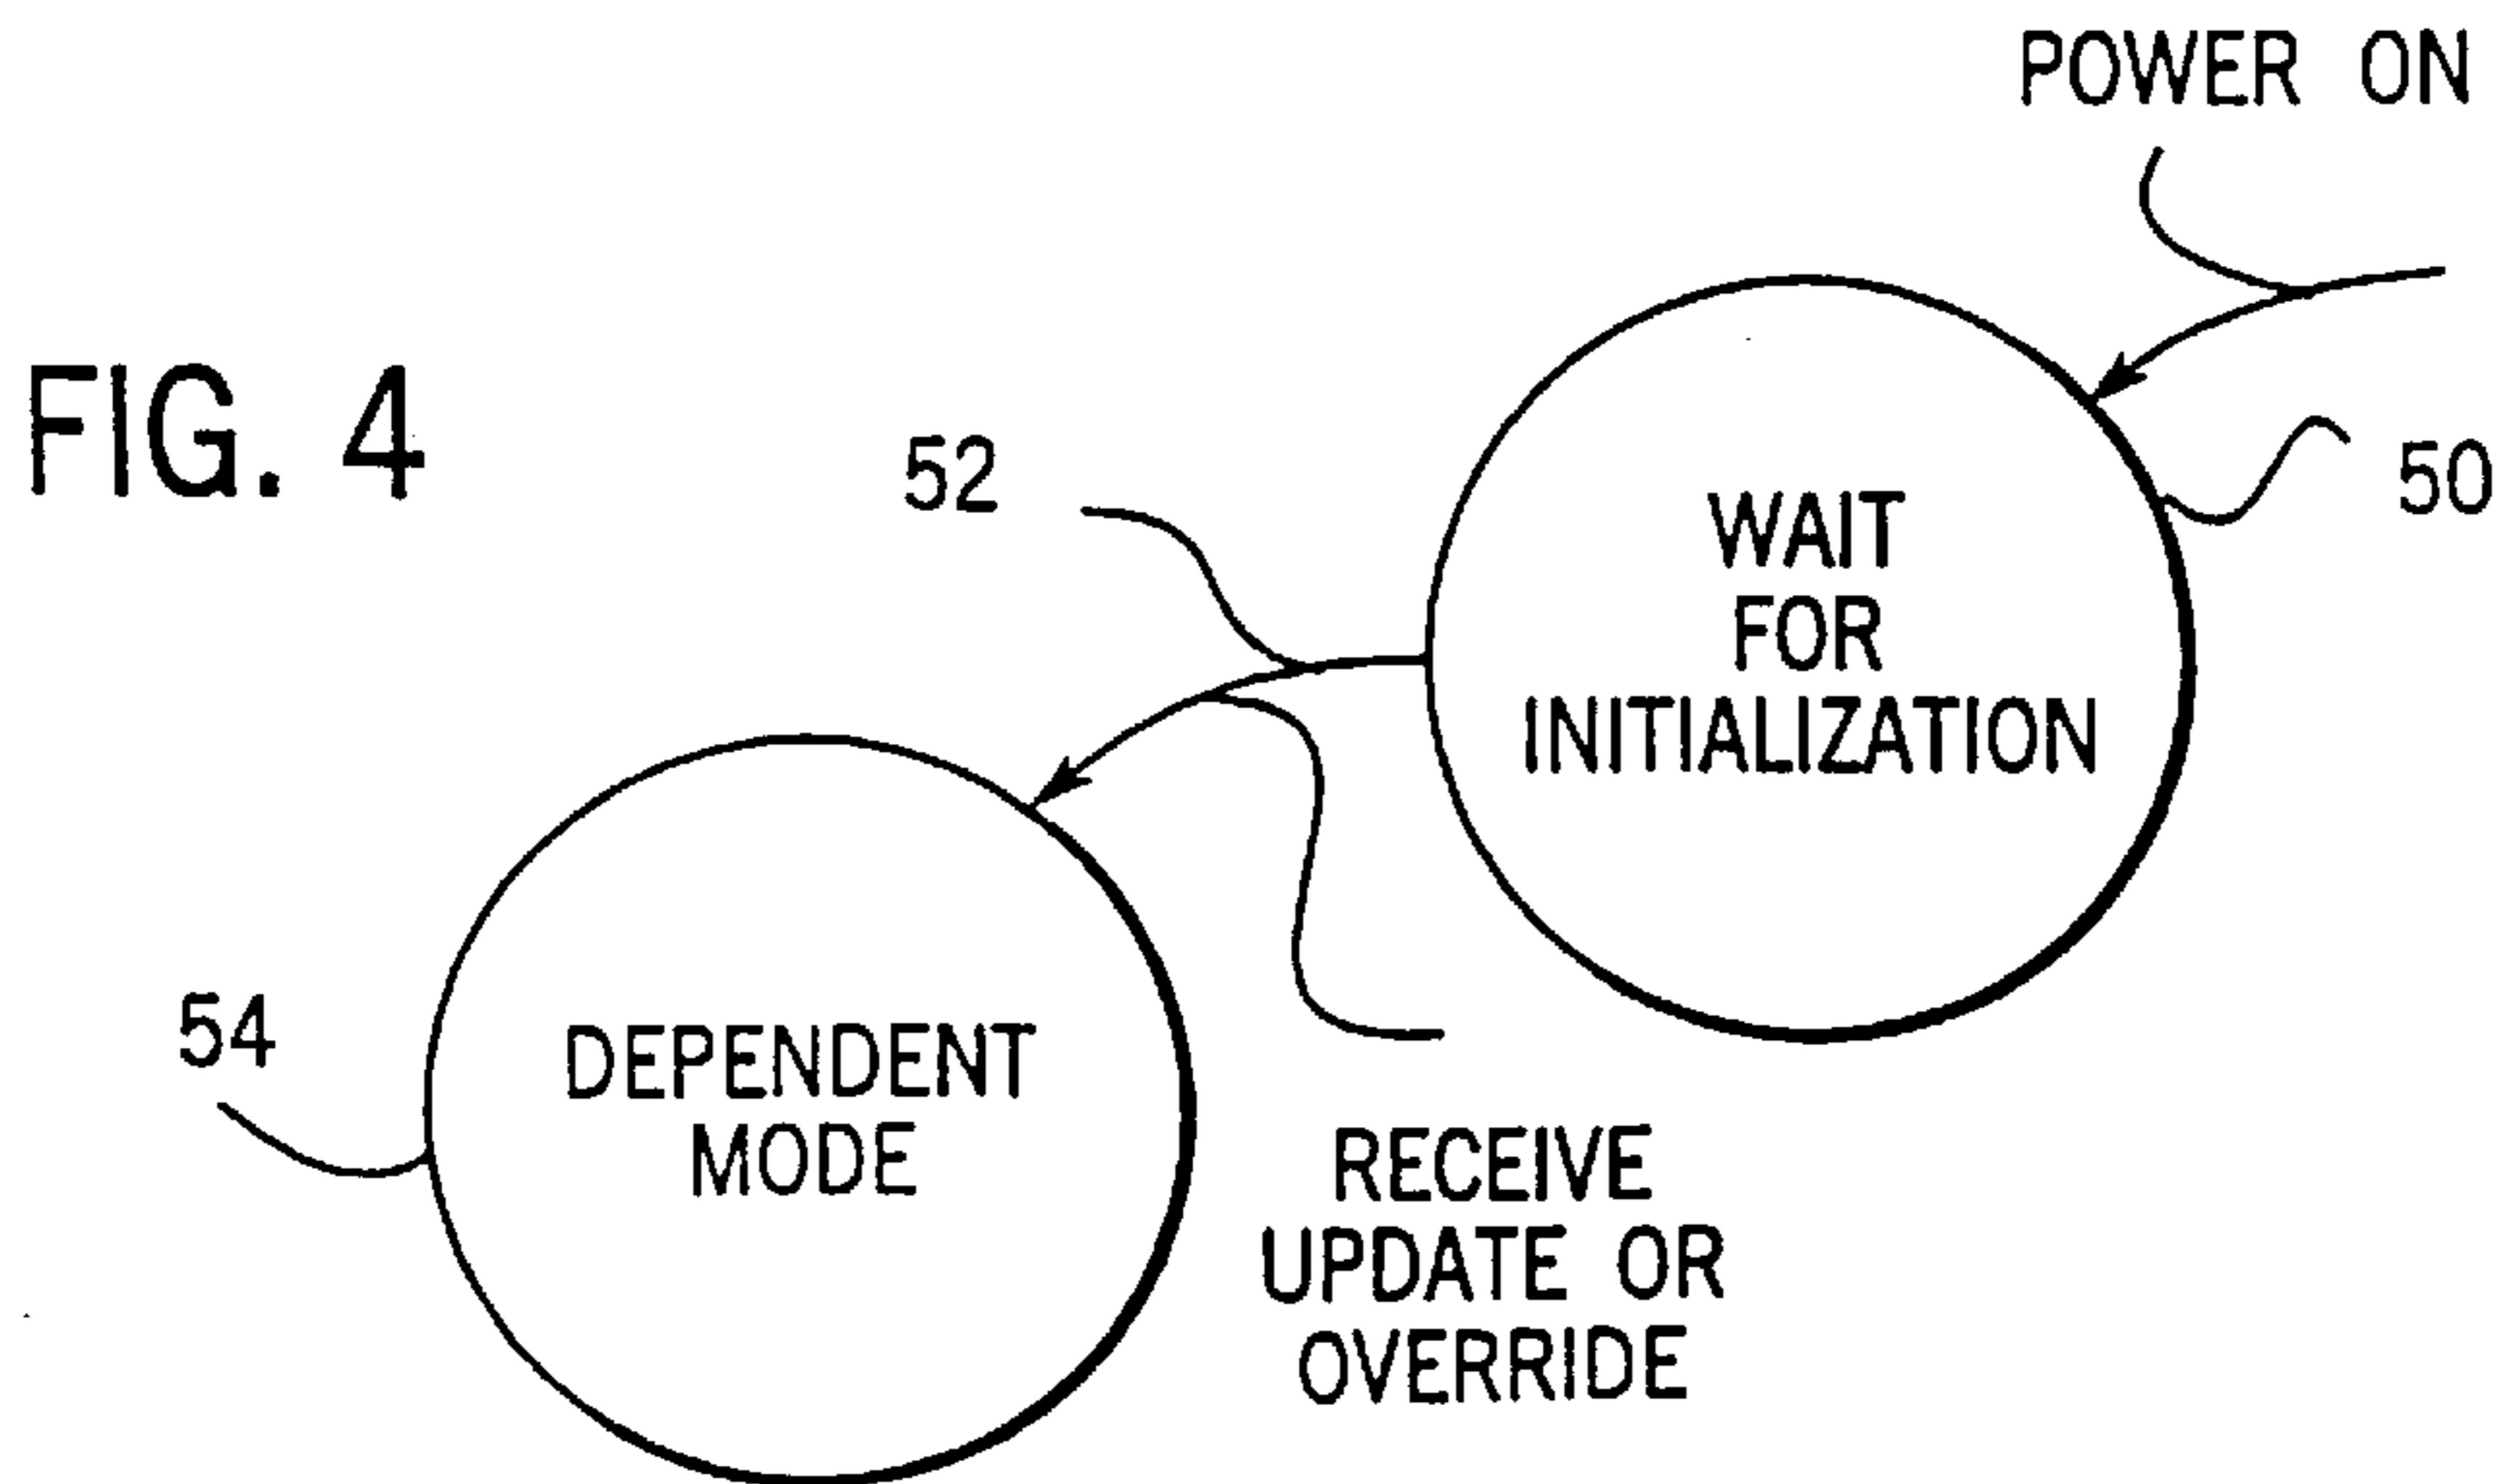 POWER ON
FIG. 4
52
50
WAIT
FOR
INITIALIZATION
54
DEPENDENT
MODE
RECEIVE
UPDATE OR
OVERRIDE